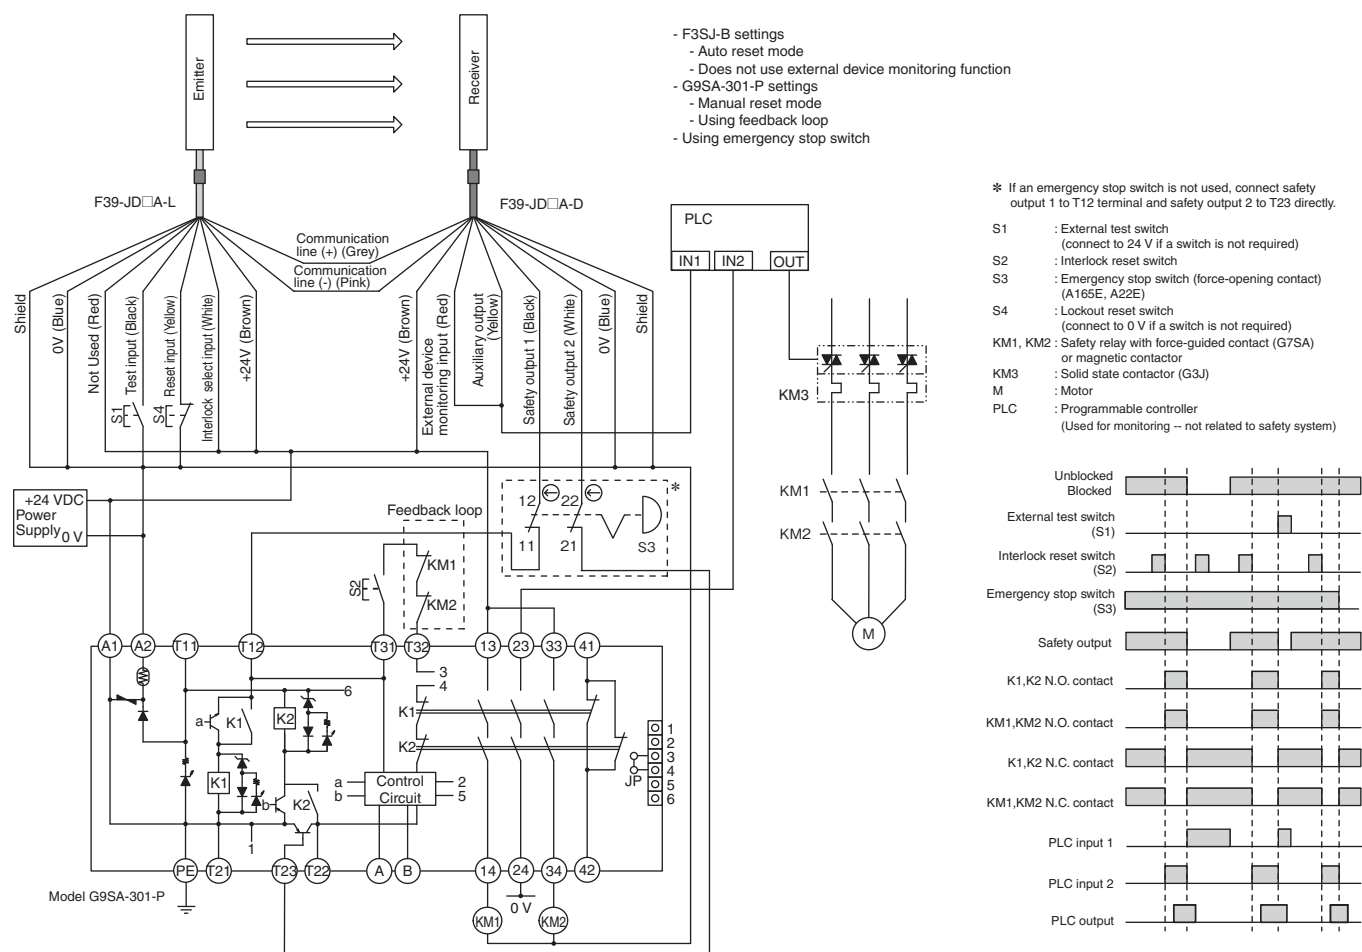 Emitter
Receiver
F39-JD□A-L
F39-JD□A-D
- F3SJ-B settings
- Auto reset mode
- Does not use external device monitoring function
- G9SA-301-P settings
- Manual reset mode
- Using feedback loop
- Using emergency stop switch
Communication
line (+) (Grey)
Communication
line (-) (Pink)
Shield
0V (Blue)
Not Used (Red)
Test input (Black)
Reset input (Yellow)
Interlock select input (White)
+24V (Brown)
+24V (Brown)
External device
monitoring input (Red)
Auxiliary output
(Yellow)
Safety output 1 (Black)
Safety output 2 (White)
0V (Blue)
Shield
S1
S4
PLC
IN1
IN2
OUT
KM3
KM1
KM2
M
+24 VDC
Power
Supply
0 V
Feedback loop
KM1
KM2
S2
12
22
11
21
S3
*
A1
A2
T11
T12
T31
T32
13
23
33
41
3
4
6
a
K1
K2
K1
K2
K1
b
K2
a
b
Control
Circuit
2
5
1
JP
1
2
3
4
5
6
PE
T21
T23
T22
A
B
14
24
34
42
Model G9SA-301-P
KM1
0 V
KM2
* If an emergency stop switch is not used, connect safety
output 1 to T12 terminal and safety output 2 to T23 directly.
S1 : External test switch
(connect to 24 V if a switch is not required)
S2 : Interlock reset switch
S3 : Emergency stop switch (force-opening contact)
(A165E, A22E)
S4 : Lockout reset switch
(connect to 0 V if a switch is not required)
KM1, KM2 : Safety relay with force-guided contact (G7SA)
or magnetic contactor
KM3 : Solid state contactor (G3J)
M : Motor
PLC : Programmable controller
(Used for monitoring -- not related to safety system)
Unblocked
Blocked
External test switch
(S1)
Interlock reset switch
(S2)
Emergency stop switch
(S3)
Safety output
K1,K2 N.O. contact
KM1,KM2 N.O. contact
K1,K2 N.C. contact
KM1,KM2 N.C. contact
PLC input 1
PLC input 2
PLC output